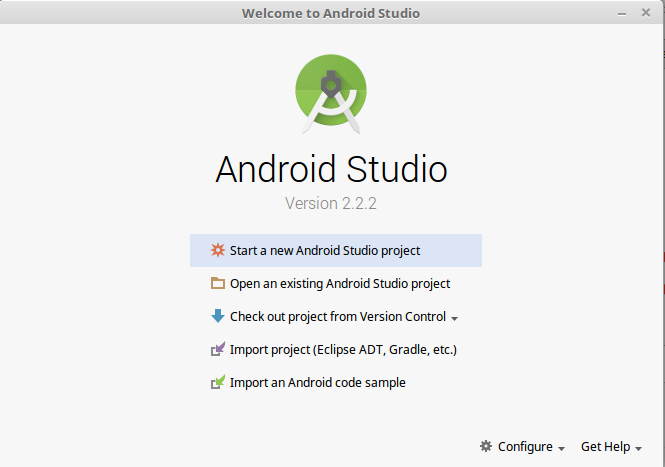 Welcome to Android Studio
Android Studio
Version 2.2.2
Start a new Android Studio project
Open an existing Android Studio project
Check out project from Version Control
Import project (Eclipse ADT, Gradle, etc.)
Import an Android code sample
Configure Get Help